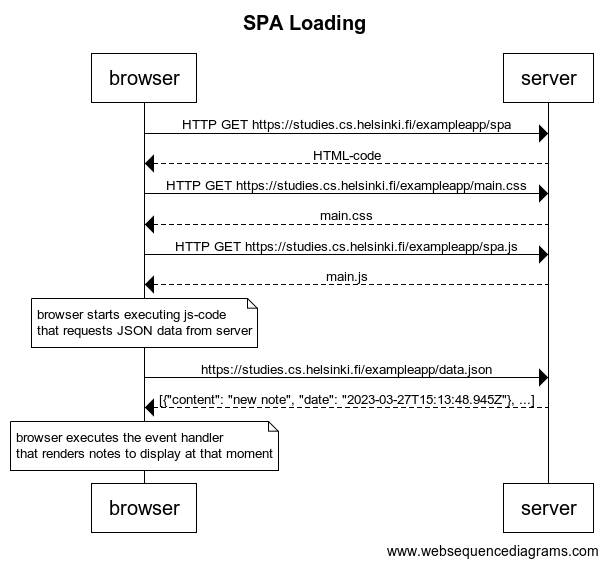 SPA Loading
browser server
HTTP GET https://studies.cs.helsinki.fi/exampleapp/spa
HTML-code
HTTP GET https://studies.cs.helsinki.fi/exampleapp/main.css
main.css
HTTP GET https://studies.cs.helsinki.fi/exampleapp/spa.js
main.js
browser starts executing js-code
that requests JSON data from server
https://studies.cs.helsinki.fi/exampleapp/data.json
[{"content": "new note", "date": "2023-03-27T15:13:48.945Z"}, ...]
browser executes the event handler
that renders notes to display at that moment
browser server
www.websequencediagrams.com